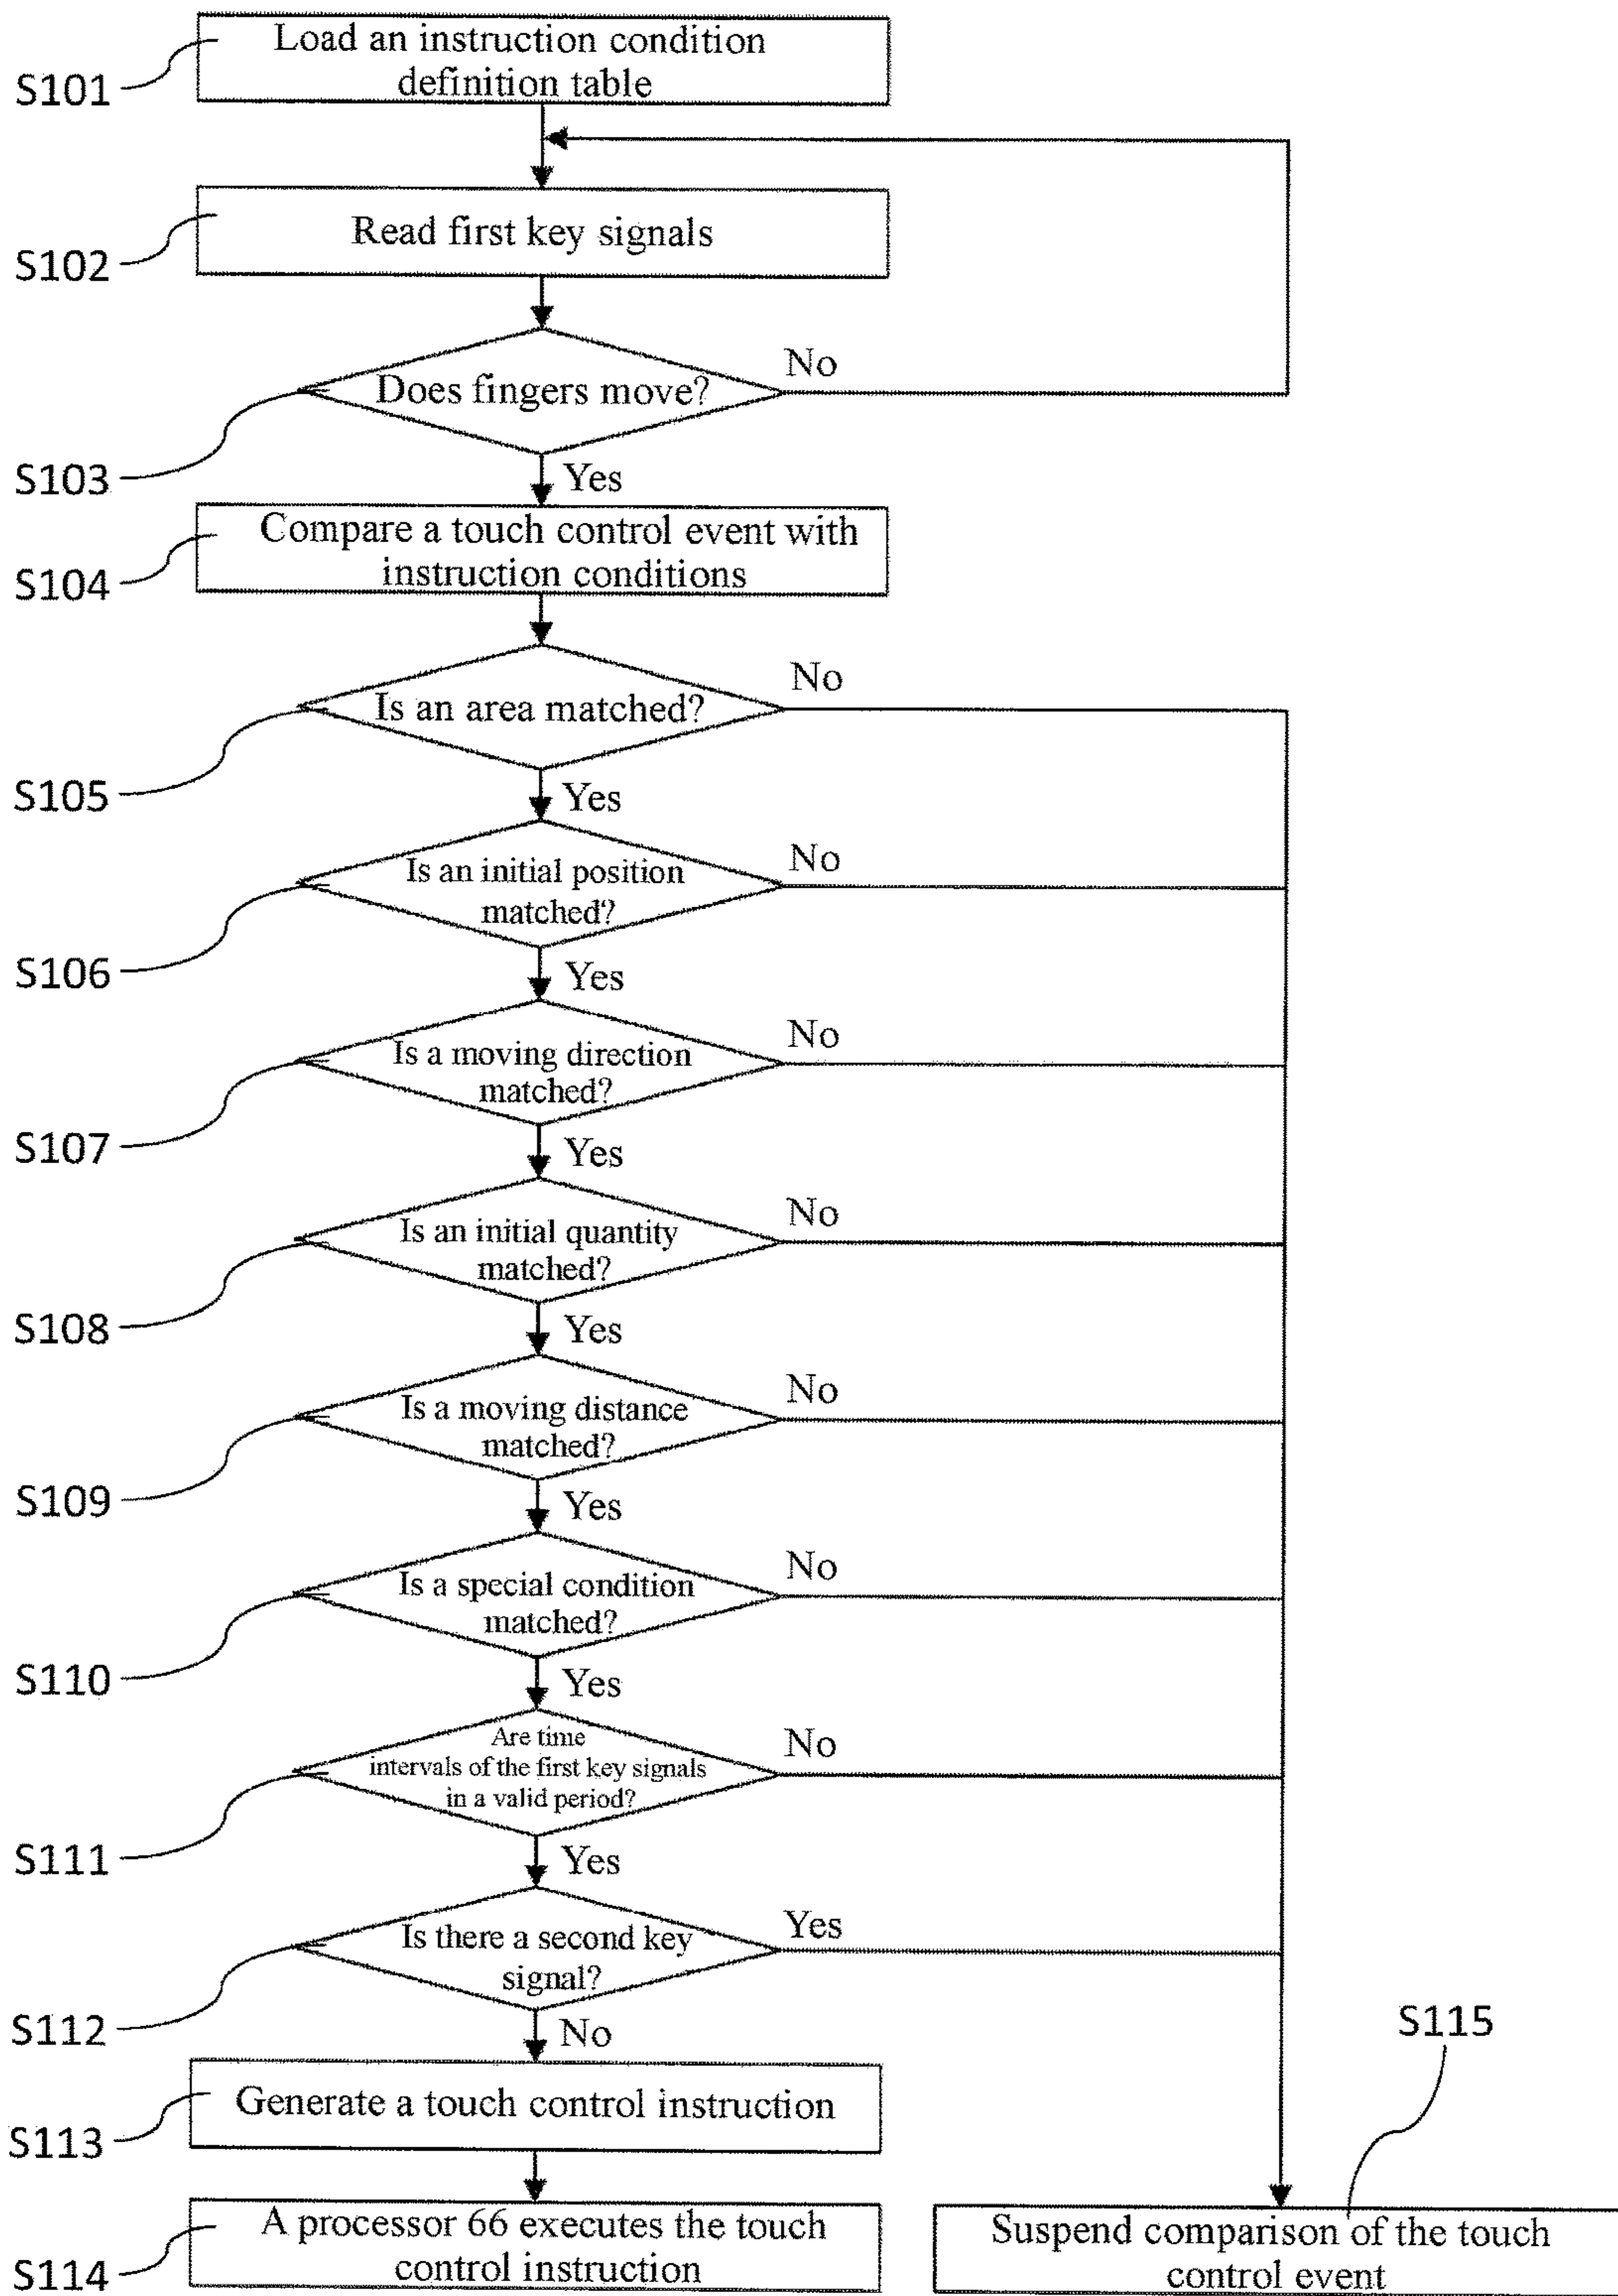 Load an instruction condition
definition table
S101
Read first key signals
S102
Does fingers move?
No
S103
Yes
Compare a touch control event with
instruction conditions
S104
Is an area matched?
No
S105
Yes
Is an initial position
matched?
No
S106
Yes
Is a moving direction
matched?
No
S107
Yes
Is an initial quantity
matched?
No
S108
Yes
Is a moving distance
matched?
No
S109
Yes
Is a special condition
matched?
No
S110
Yes
Are time
intervals of the first key signals
in a valid period?
No
S111
Yes
Is there a second key
signal?
Yes
S112
No
S115
Generate a touch control instruction
S113
A processor 66 executes the touch
control instruction
S114
Suspend comparison of the touch
control event